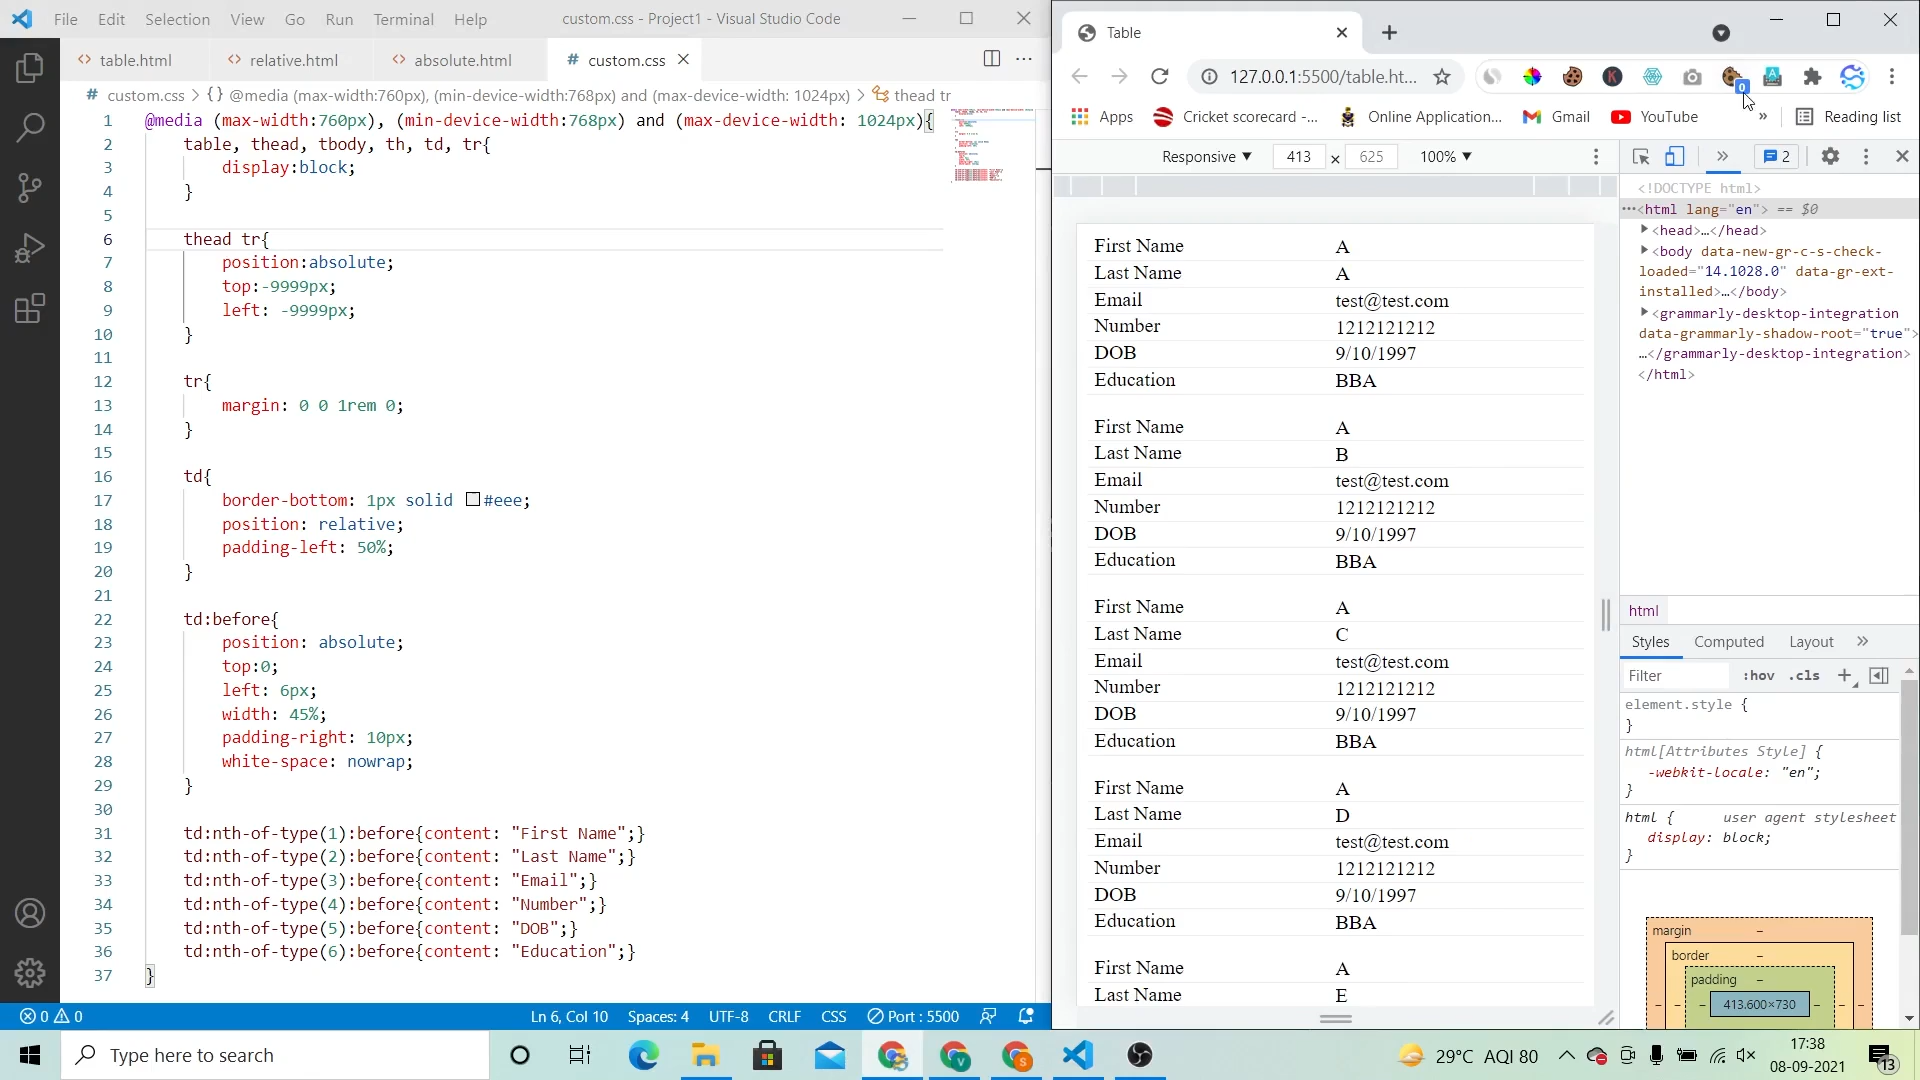 File Edit Selection View Go Run Terminal Help
custom.css - Project1 - Visual Studio Code
table.html
relative.html
absolute.html
# custom.css
# custom.css > {} @media (max-width:760px), (min-device-width:768px) and (max-device-width: 1024px) > thead tr
1 @media (max-width:760px), (min-device-width:768px) and (max-device-width: 1024px){
2 table, thead, tbody, th, td, tr{
3 display:block;
4 }
5
6 thead tr{
7 position:absolute;
8 top:-9999px;
9 left: -9999px;
10 }
11
12 tr{
13 margin: 0 0 1rem 0;
14 }
15
16 td{
17 border-bottom: 1px solid #eee;
18 position: relative;
19 padding-left: 50%;
20 }
21
22 td:before{
23 position: absolute;
24 top:0;
25 left: 6px;
26 width: 45%;
27 padding-right: 10px;
28 white-space: nowrap;
29 }
30
31 td:nth-of-type(1):before{content: "First Name";}
32 td:nth-of-type(2):before{content: "Last Name";}
33 td:nth-of-type(3):before{content: "Email";}
34 td:nth-of-type(4):before{content: "Number";}
35 td:nth-of-type(5):before{content: "DOB";}
36 td:nth-of-type(6):before{content: "Education";}
37 }
0 0
Ln 6, Col 10 Spaces: 4 UTF-8 CRLF CSS Port : 5500
Table
127.0.0.1:5500/table.ht...
K
A
0
Apps Cricket scorecard -... Online Application... Gmail YouTube » Reading list
Responsive ▼ 413 x 625 100% ▼
» 2
First Name A
Last Name A
Email test@test.com
Number 1212121212
DOB 9/10/1997
Education BBA
First Name A
Last Name B
Email test@test.com
Number 1212121212
DOB 9/10/1997
Education BBA
First Name A
Last Name C
Email test@test.com
Number 1212121212
DOB 9/10/1997
Education BBA
First Name A
Last Name D
Email test@test.com
Number 1212121212
DOB 9/10/1997
Education BBA
First Name A
Last Name E
<!DOCTYPE html>
···<html lang="en"> == $0
<head>…</head>
<body data-new-gr-c-s-check-
loaded="14.1028.0" data-gr-ext-
installed>…</body>
<grammarly-desktop-integration
data-grammarly-shadow-root="true">
…</grammarly-desktop-integration>
</html>
html
Styles Computed Layout »
Filter :hov .cls +
element.style {
}
html[Attributes Style] {
-webkit-locale: "en";
}
html { user agent stylesheet
display: block;
}
margin –
border –
padding –
– – – 413.600×730 – – –
Type here to search
V
S
29°C AQI 80
17:38
08-09-2021
13